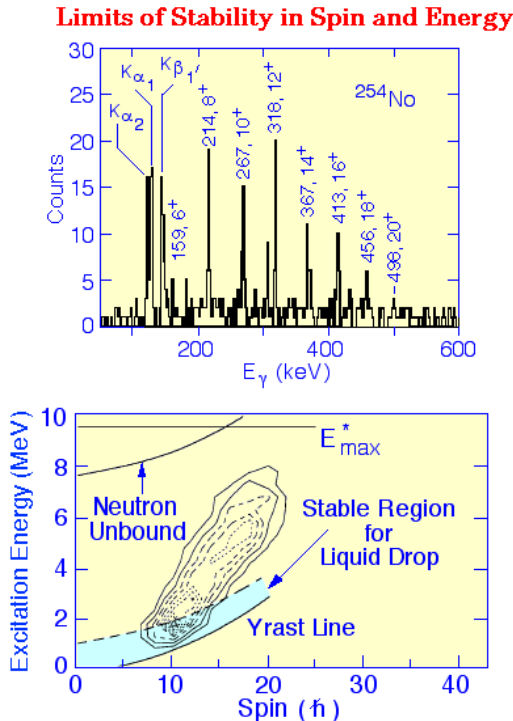 Limits of Stability in Spin and Energy
30
25
20
15
10
5
0
Counts
Kα2
Kα1
Kβ1′
159, 6+
214, 8+
267, 10+
318, 12+
367, 14+
413, 16+
456, 18+
498, 20+
254No
200
400
600
Eγ (keV)
10
8
6
4
2
0
Excitation Energy (MeV)
E*max
Neutron
Unbound
Stable Region
for
Liquid Drop
Yrast Line
0
10
20
30
40
Spin (ℏ)